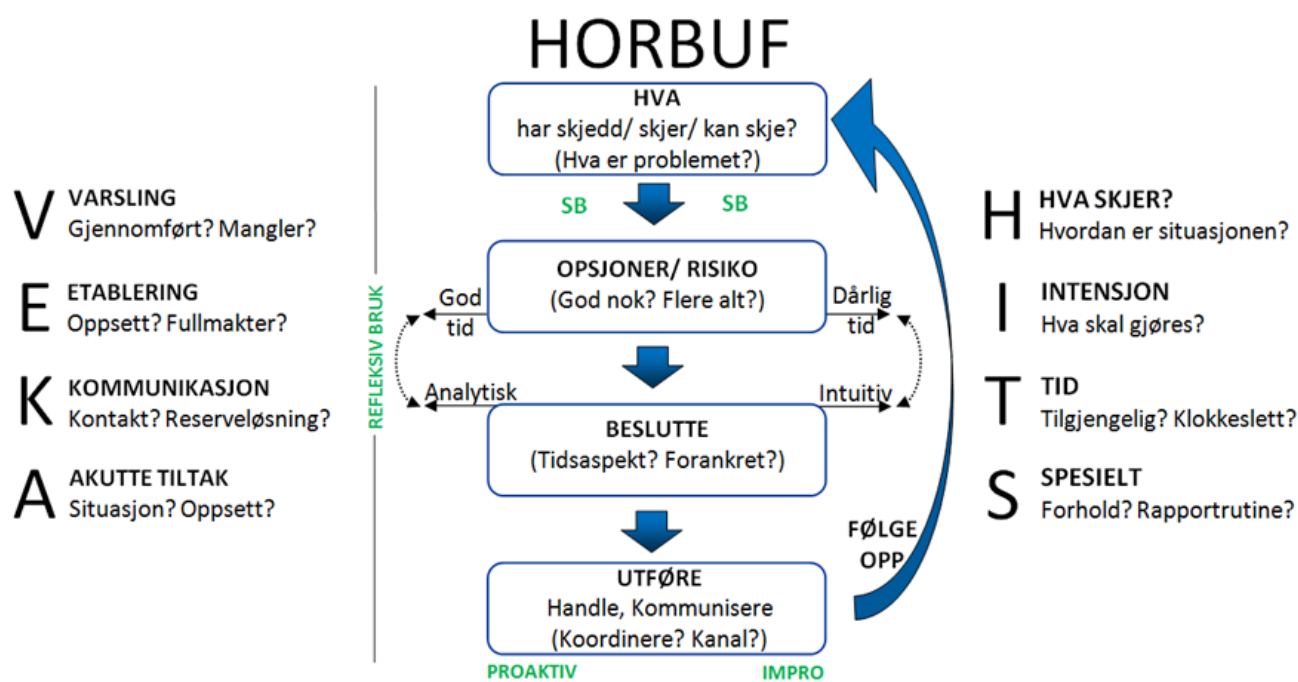 HORBUF
V
VARSLING
Gjennomført? Mangler?
E
ETABLERING
Oppsett? Fullmakter?
K
KOMMUNIKASJON
Kontakt? Reserveløsning?
A
AKUTTE TILTAK
Situasjon? Oppsett?
REFLEKSIV BRUK
HVA
har skjedd/ skjer/ kan skje?
(Hva er problemet?)
SB
SB
OPSJONER/ RISIKO
(God nok? Flere alt?)
God
tid
Dårlig
tid
Analytisk
Intuitiv
BESLUTTE
(Tidsaspekt? Forankret?)
UTFØRE
Handle, Kommunisere
(Koordinere? Kanal?)
PROAKTIV
IMPRO
FØLGE
OPP
H
HVA SKJER?
Hvordan er situasjonen?
I
INTENSJON
Hva skal gjøres?
T
TID
Tilgjengelig? Klokkeslett?
S
SPESIELT
Forhold? Rapportrutine?